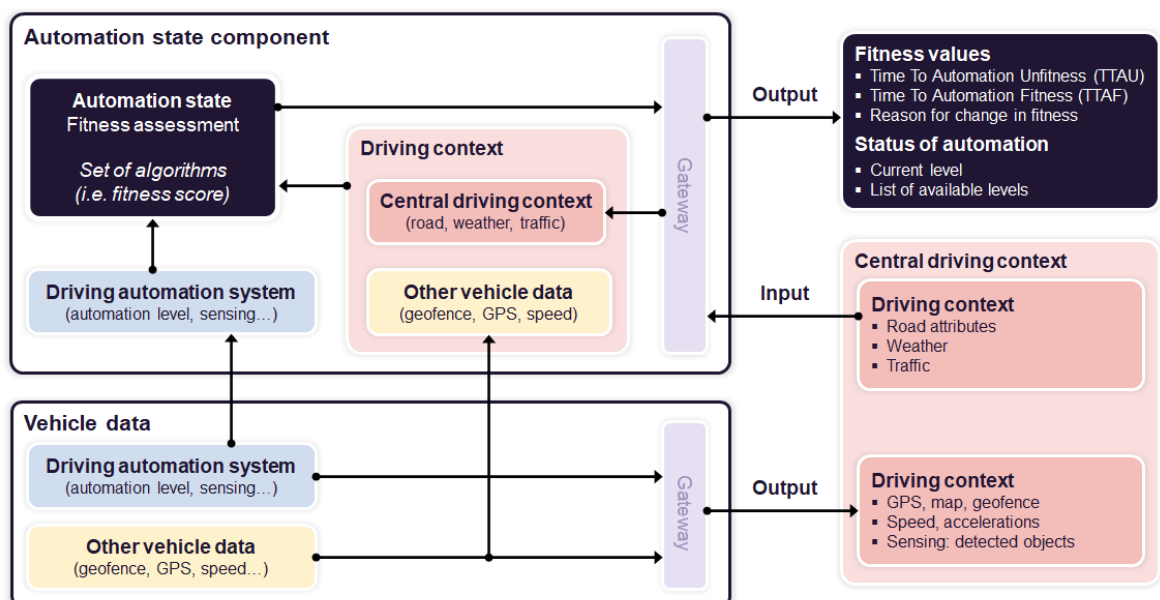 Automation state component
Automation state
Fitness assessment
Set of algorithms
(i.e. fitness score)
Driving context
Central driving context
(road, weather, traffic)
Other vehicle data
(geofence, GPS, speed)
Driving automation system
(automation level, sensing…)
Gateway
Output
Fitness values
▪ Time To Automation Unfitness (TTAU)
▪ Time To Automation Fitness (TTAF)
▪ Reason for change in fitness
Status of automation
▪ Current level
▪ List of available levels
Input
Central driving context
Driving context
▪ Road attributes
▪ Weather
▪ Traffic
Vehicle data
Driving automation system
(automation level, sensing…)
Other vehicle data
(geofence, GPS, speed…)
Gateway
Output
Driving context
▪ GPS, map, geofence
▪ Speed, accelerations
▪ Sensing: detected objects